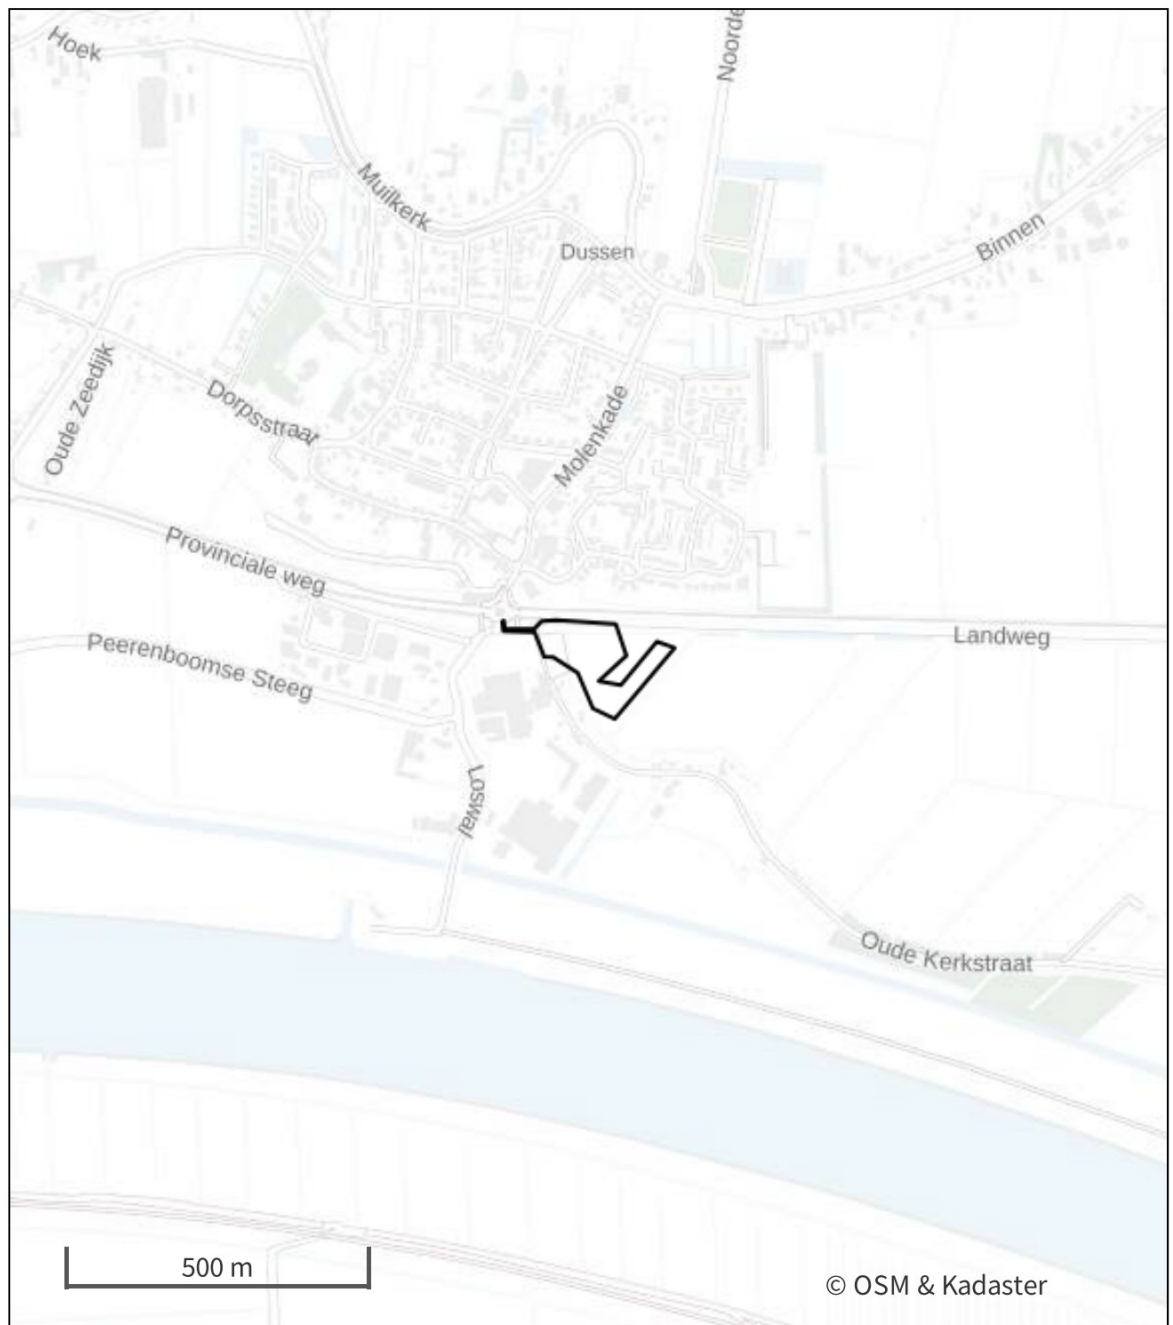 Hoek
Noorde
Muilkerk
Dussen
Binnen
Oude Zeedijk
Dorpsstraat
Molenkade
Provinciale weg
Landweg
Peerenboomse Steeg
Loswal
Oude Kerkstraat
500 m
© OSM & Kadaster